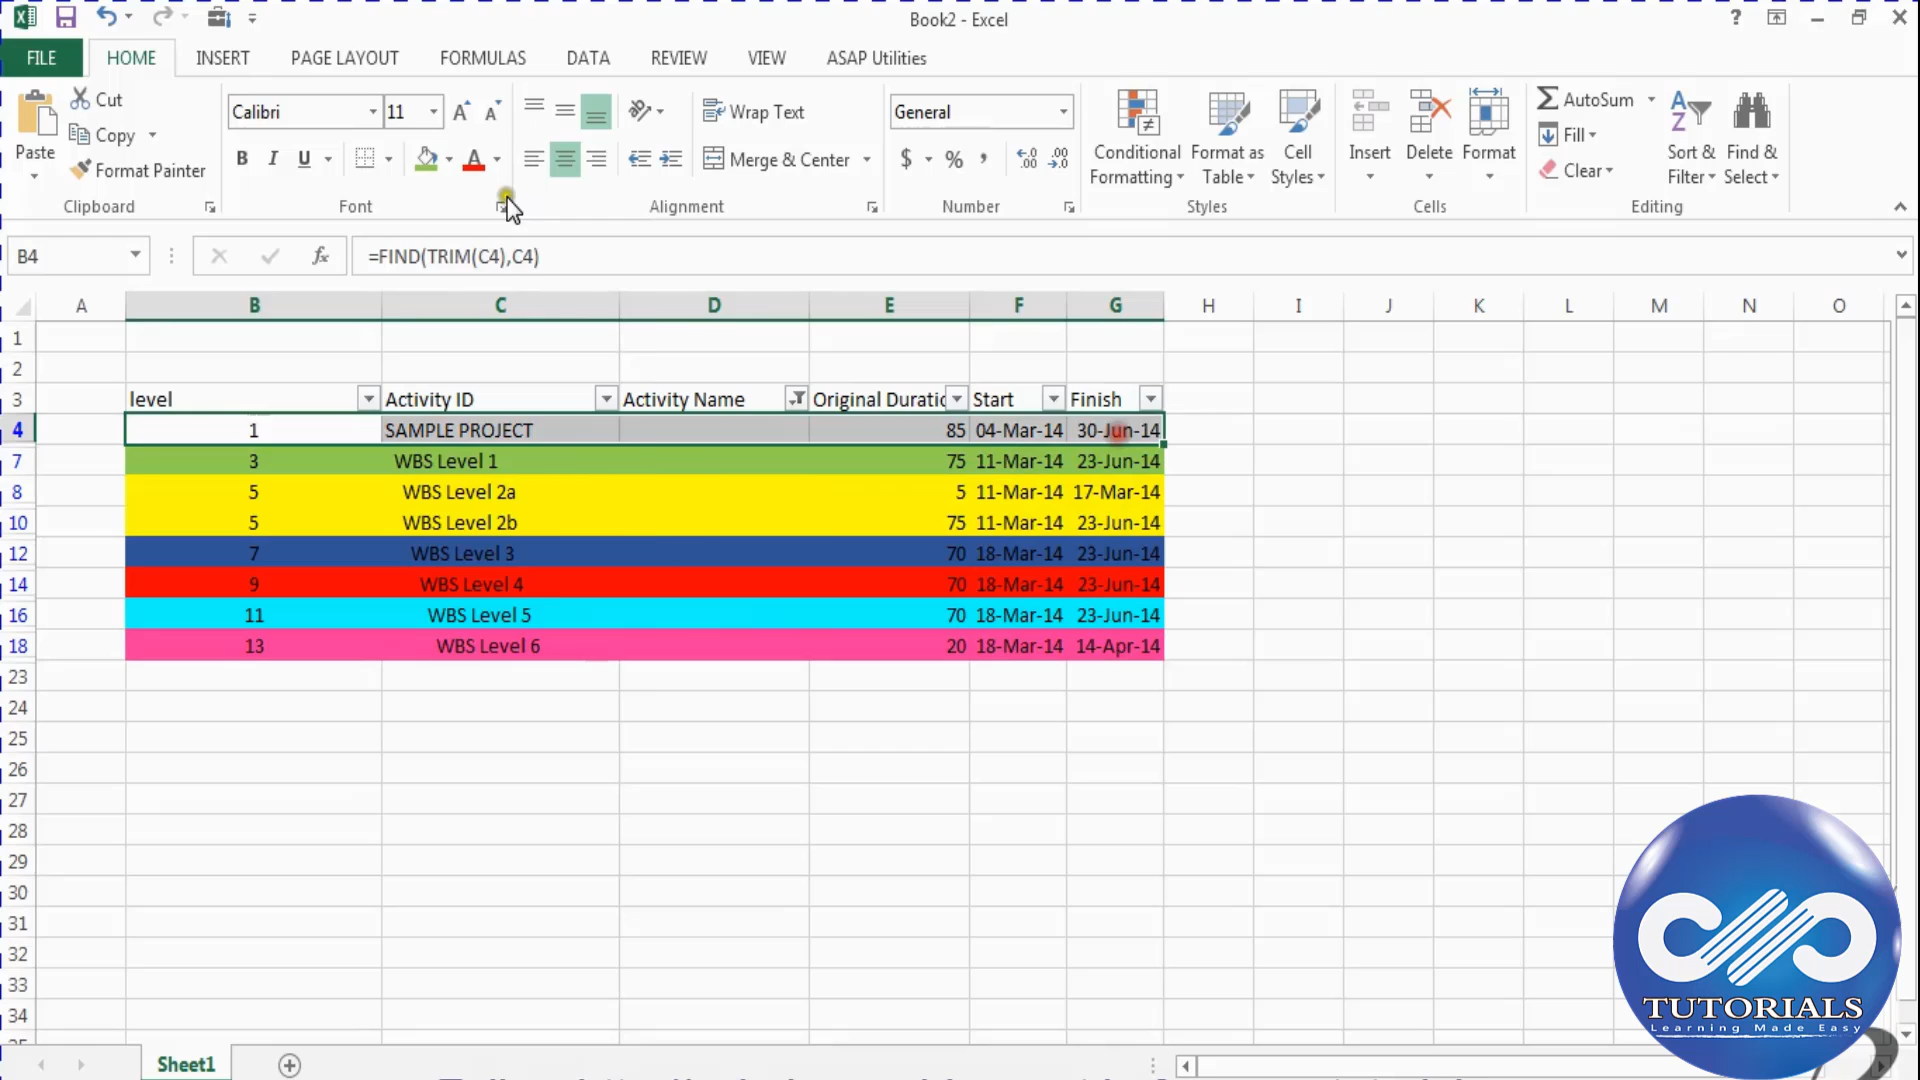 Book2 - Excel
?
FILE HOME INSERT PAGE LAYOUT FORMULAS DATA REVIEW VIEW ASAP Utilities
Paste
Cut
Copy
Format Painter
Clipboard
Calibri 11
B I U
Font
Wrap Text
Merge & Center
Alignment
General
$ % ,
Number
Conditional Formatting
Format as Table
Cell Styles
Styles
Insert
Delete
Format
Cells
AutoSum
Fill
Clear
Sort & Filter
Find & Select
Editing
B4 fx =FIND(TRIM(C4),C4)
A B C D E F G H I J K L M N O
1
2
3 level Activity ID Activity Name Original Duratic Start Finish
4 1 SAMPLE PROJECT 85 04-Mar-14 30-Jun-14
7 3 WBS Level 1 75 11-Mar-14 23-Jun-14
8 5 WBS Level 2a 5 11-Mar-14 17-Mar-14
10 5 WBS Level 2b 75 11-Mar-14 23-Jun-14
12 7 WBS Level 3 70 18-Mar-14 23-Jun-14
14 9 WBS Level 4 70 18-Mar-14 23-Jun-14
16 11 WBS Level 5 70 18-Mar-14 23-Jun-14
18 13 WBS Level 6 20 18-Mar-14 14-Apr-14
23
24
25
26
27
28
29
30
31
32
33
34
TUTORIALS
Learning Made Easy
Sheet1